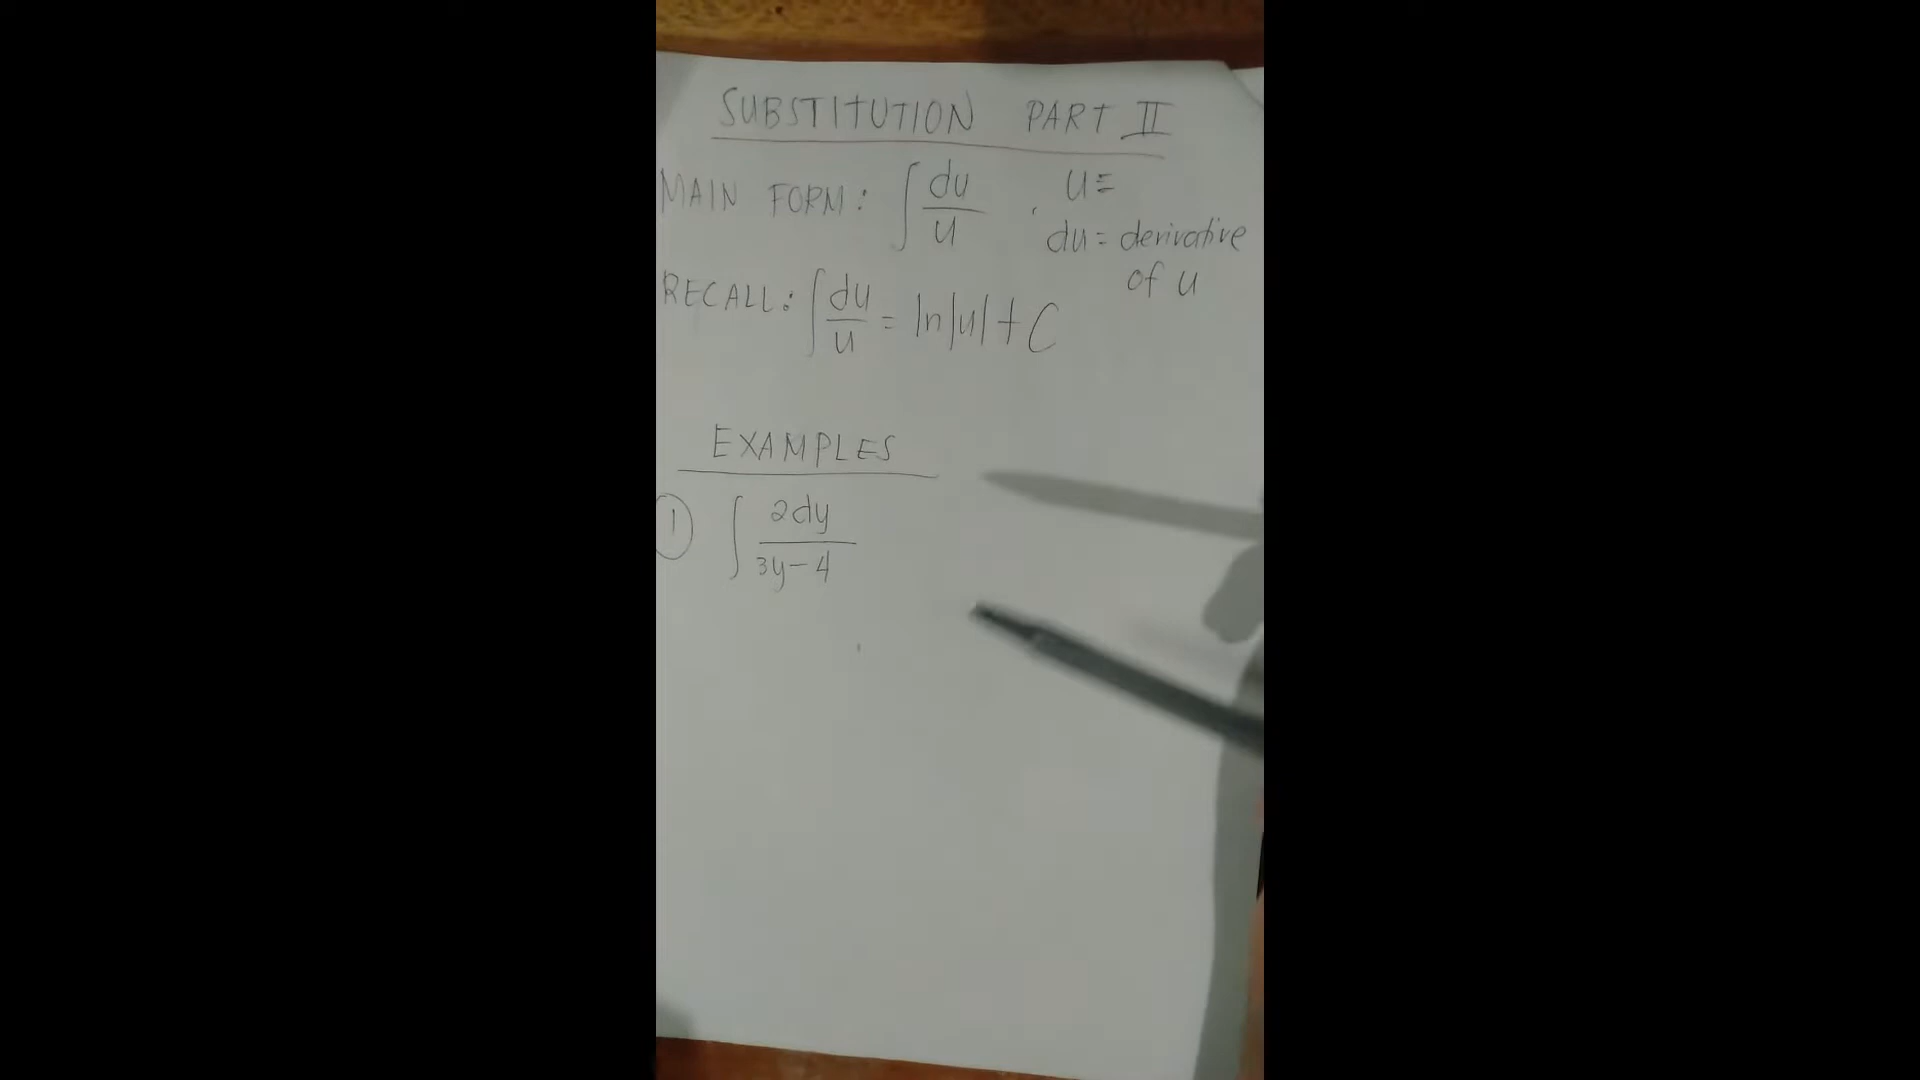 SUBSTITUTION PART II
MAIN FORM: ∫ du/u , u =
du = derivative
of u
RECALL: ∫ du/u = ln|u| + C
EXAMPLES
① ∫ 2dy/3y-4